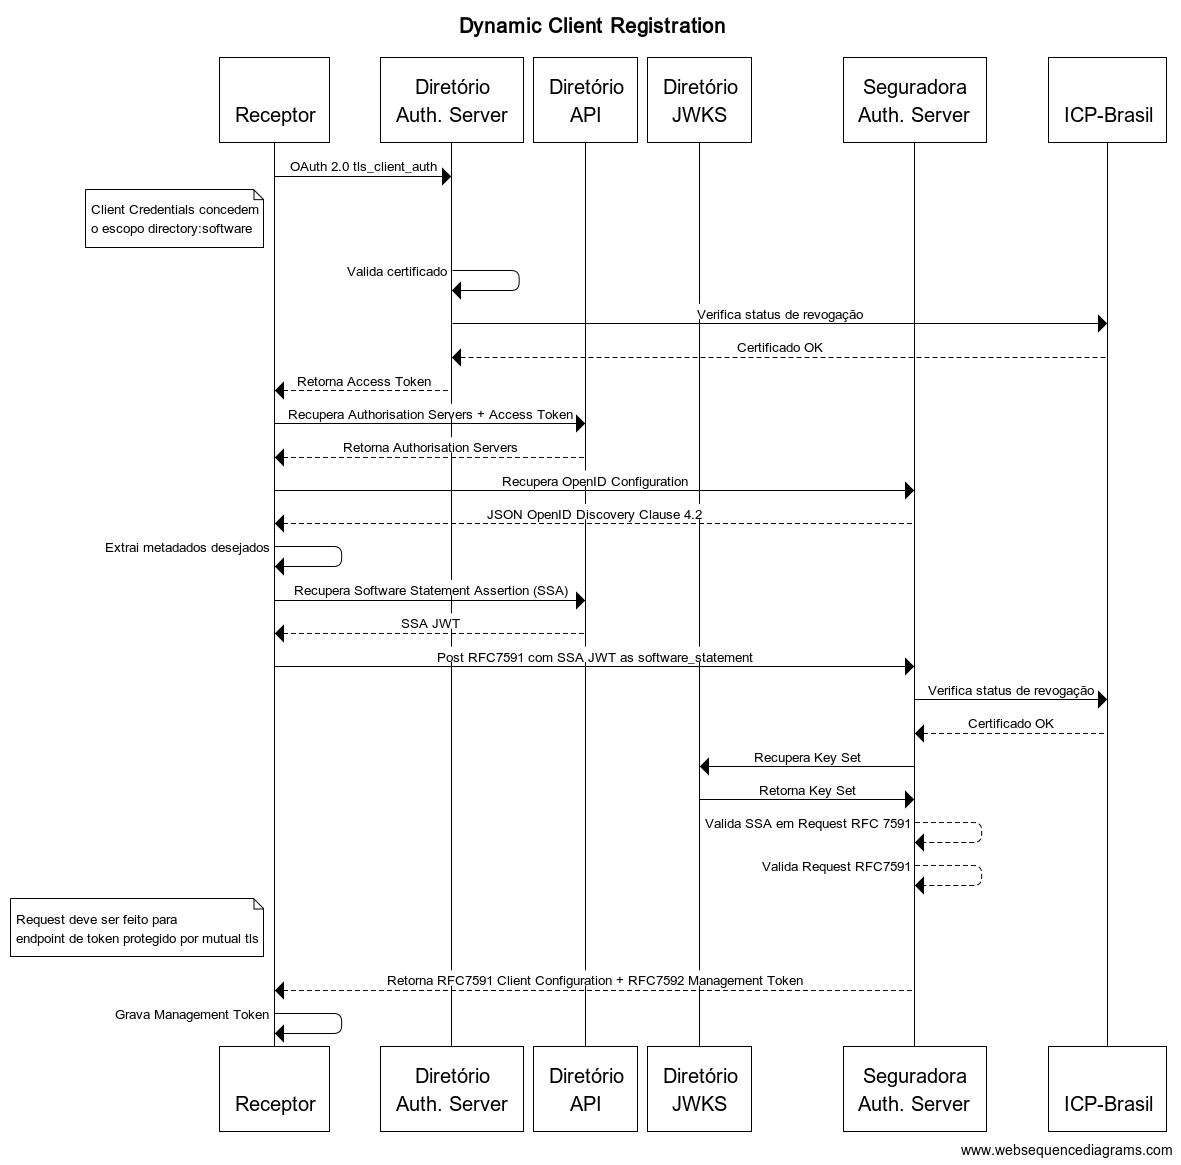 Dynamic Client Registration
Receptor
Diretório
Auth. Server
Diretório
API
Diretório
JWKS
Seguradora
Auth. Server
ICP-Brasil
OAuth 2.0 tls_client_auth
Client Credentials concedem
o escopo directory:software
Valida certificado
Verifica status de revogação
Certificado OK
Retorna Access Token
Recupera Authorisation Servers + Access Token
Retorna Authorisation Servers
Recupera OpenID Configuration
JSON OpenID Discovery Clause 4.2
Extrai metadados desejados
Recupera Software Statement Assertion (SSA)
SSA JWT
Post RFC7591 com SSA JWT as software_statement
Verifica status de revogação
Certificado OK
Recupera Key Set
Retorna Key Set
Valida SSA em Request RFC 7591
Valida Request RFC7591
Request deve ser feito para
endpoint de token protegido por mutual tls
Retorna RFC7591 Client Configuration + RFC7592 Management Token
Grava Management Token
Receptor
Diretório
Auth. Server
Diretório
API
Diretório
JWKS
Seguradora
Auth. Server
ICP-Brasil
www.websequencediagrams.com